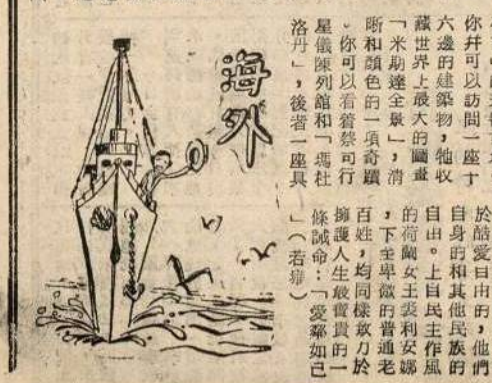 海外
你幷可以訪問一座十
六邊的建築物，牠收
藏世界上最大的圖畫
「米期達全景」，清
晰和顏色的一項奇蹟
。你可以看着蔡司行
星儀陳列館和「瑪杜
洛丹」，後者一座具
於酷愛自由的，他們
自身的和其他民族的
自由。上自民主作風
的荷蘭女王裘利安娜
，下至卑微的普通老
百姓，均同樣致力於
擁護人生最寶貴的一
條誡命：「愛鄰如己
」（若）